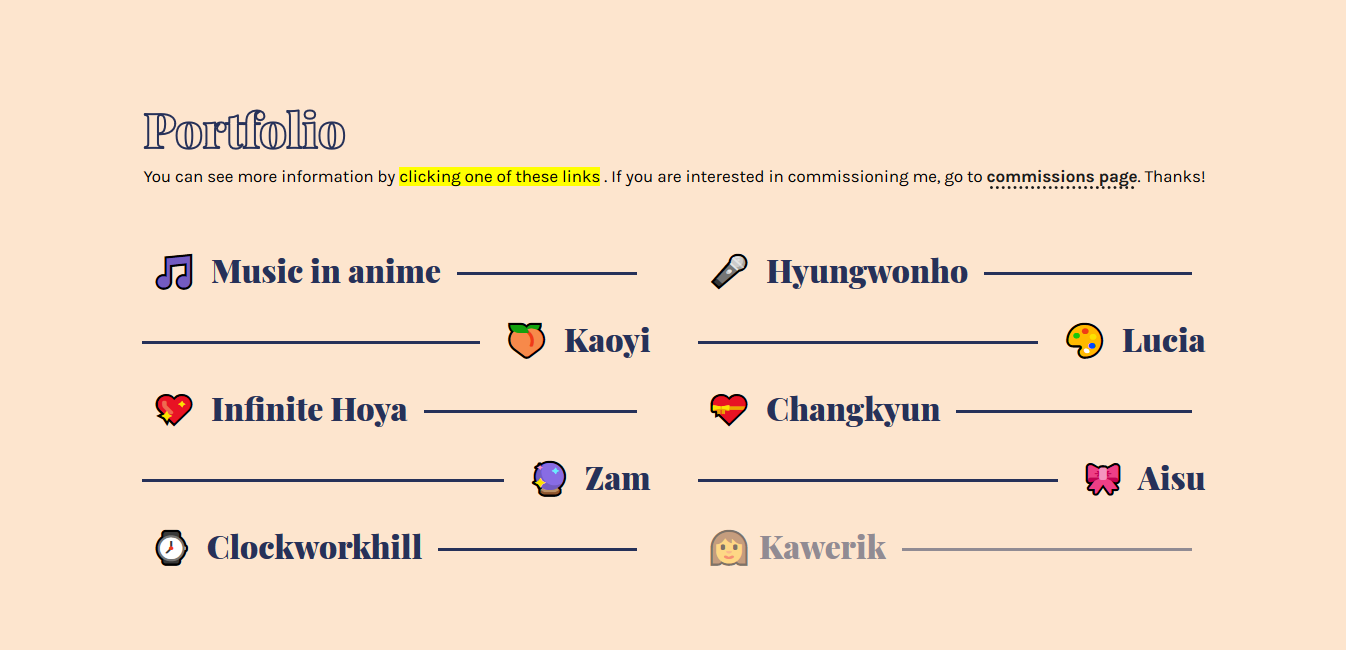 Portfolio
You can see more information by clicking one of these links . If you are interested in commissioning me, go to commissions page. Thanks!
Music in anime
Hyungwonho
Kaoyi
Lucia
Infinite Hoya
Changkyun
Zam
Aisu
Clockworkhill
Kawerik